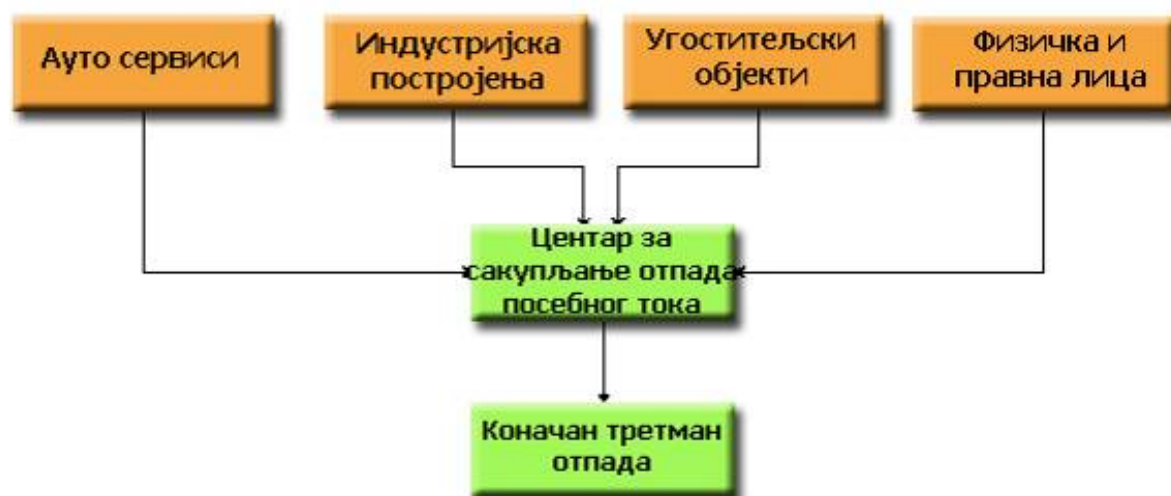 Ауто сервиси
Индустријска
постројења
Угоститељски
објекти
Физичка и
правна лица
Центар за
сакупљање отпада
посебног тока
Коначан третман
отпада